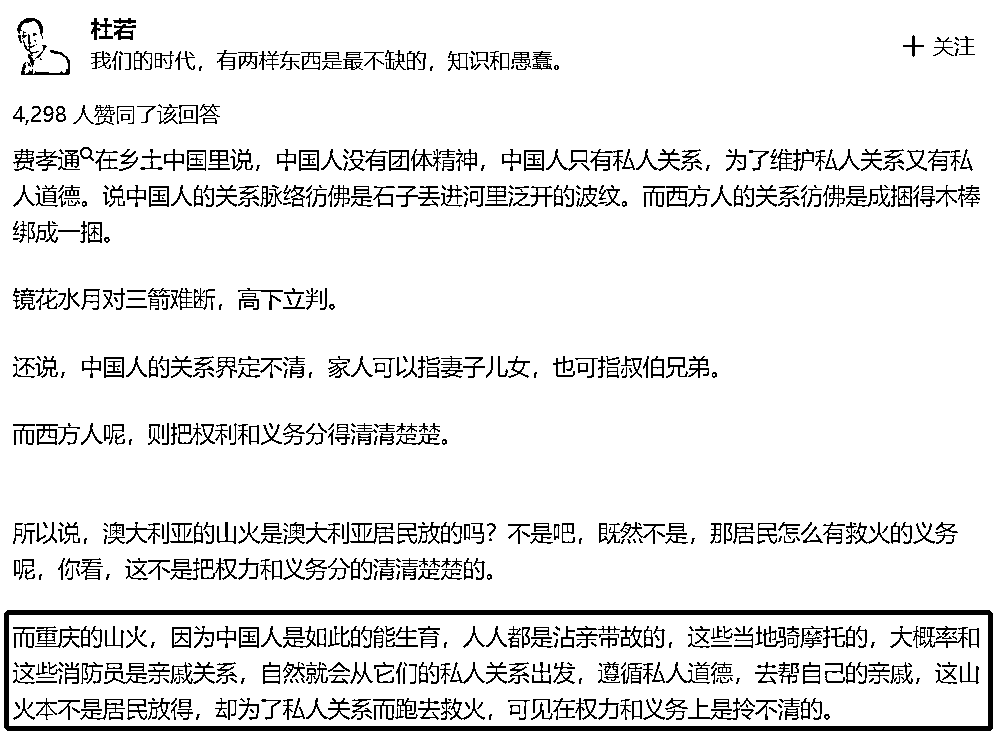 杜若
我们的时代，有两样东西是最不缺的，知识和愚蠢。
+ 关注
4,298 人赞同了该回答
费孝通在乡土中国里说，中国人没有团体精神，中国人只有私人关系，为了维护私人关系又有私
人道德。说中国人的关系脉络彷佛是石子丢进河里泛开的波纹。而西方人的关系彷佛是成捆得木棒
绑成一捆。
镜花水月对三箭难断，高下立判。
还说，中国人的关系界定不清，家人可以指妻子儿女，也可指叔伯兄弟。
而西方人呢，则把权利和义务分得清清楚楚。
所以说，澳大利亚的山火是澳大利亚居民放的吗？不是吧，既然不是，那居民怎么有救火的义务
呢，你看，这不是把权力和义务分的清清楚楚的。
而重庆的山火，因为中国人是如此的能生育，人人都是沾亲带故的，这些当地骑摩托的，大概率和
这些消防员是亲戚关系，自然就会从它们的私人关系出发，遵循私人道德，去帮自己的亲戚，这山
火本不是居民放得，却为了私人关系而跑去救火，可见在权力和义务上是拎不清的。